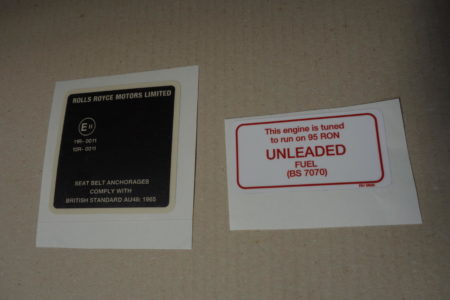 ROLLS ROYCE MOTORS LIMITED
E11
SEAT BELT ANCHORAGES
COMPLY WITH
BRITISH STANDARD AU48: 1965
This engine is tuned
to run on 95 RON
UNLEADED
FUEL
(BS 7070)